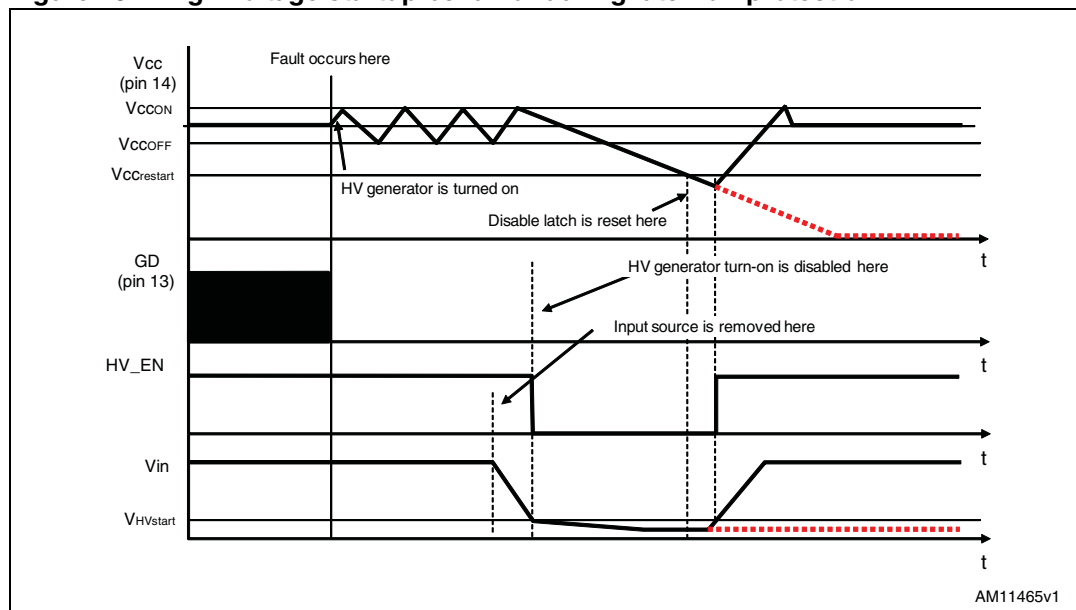 Vcc
(pin 14)
Fault occurs here
VccON
VccOFF
Vccrestart
HV generator is turned on
Disable latch is reset here
t
GD
(pin 13)
HV generator turn-on is disabled here
Input source is removed here
HV_EN
t
Vin
t
VHVstart
t
AM11465v1